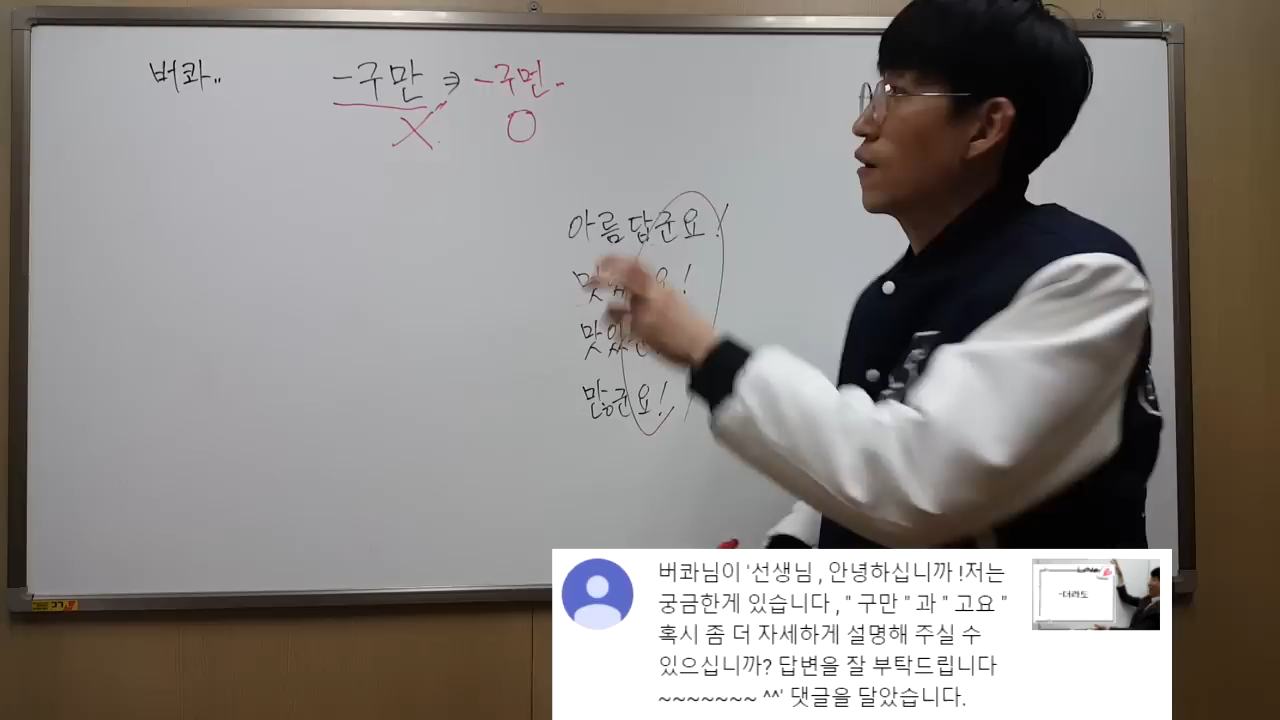 버콰..
-구만 → -구먼.
X O
아름답군요!
맛
요!
맛있
많군요!
버콰님이 '선생님 , 안녕하십니까 !저는
궁금한게 있습니다 , " 구만 " 과 " 고요 "
혹시 좀 더 자세하게 설명해 주실 수
있으십니까? 답변을 잘 부탁드립니다
~~~~~~~ ^^' 댓글을 달았습니다.
-더라도